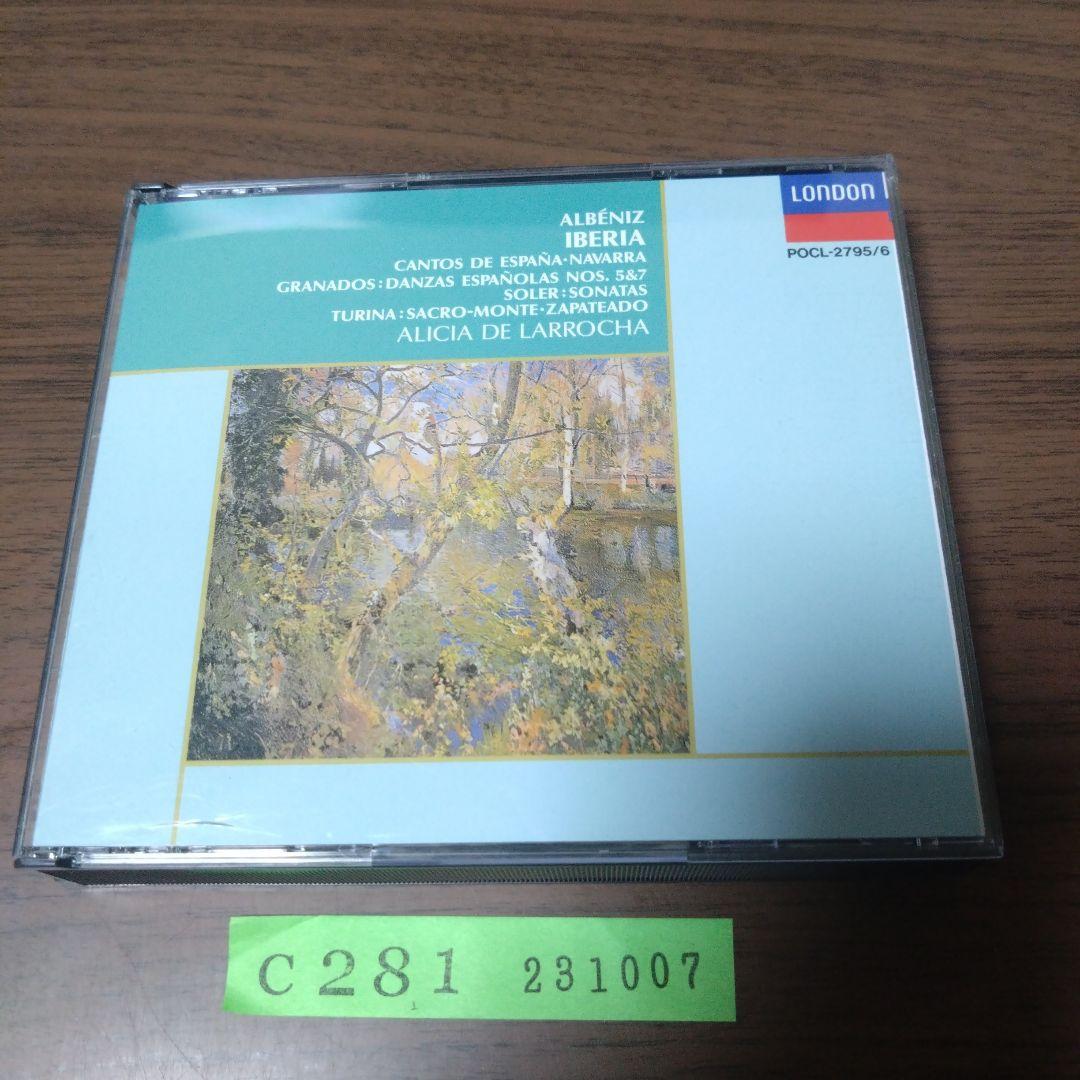 LONDON
POCL-2795/6
ALBÉNIZ
IBERIA
CANTOS DE ESPAÑA·NAVARRA
GRANADOS:DANZAS ESPAÑOLAS NOS. 5&7
SOLER:SONATAS
TURINA:SACRO-MONTE·ZAPATEADO
ALICIA DE LARROCHA
C281 231007